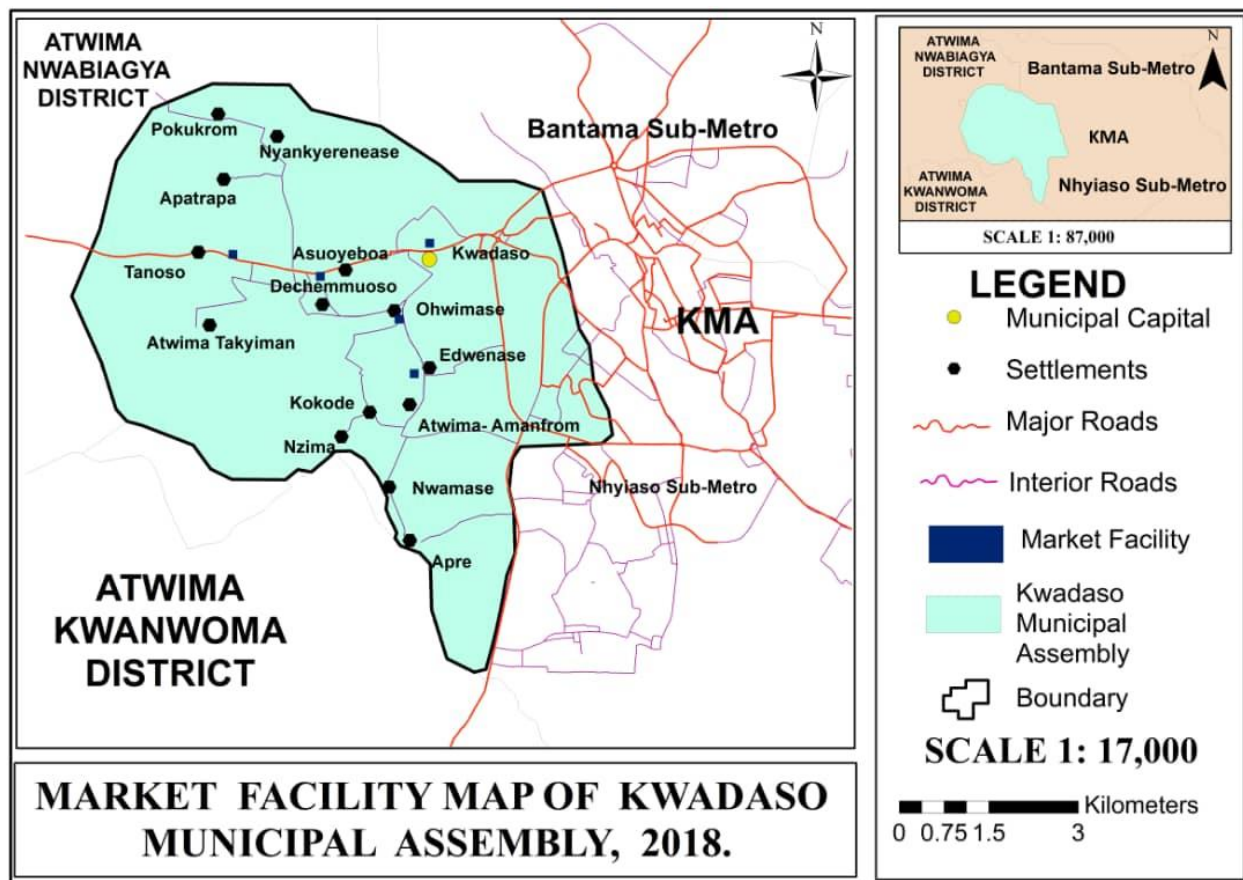 ATWIMA
NWABIAGYA
DISTRICT
N
Pokukrom
Nyankyerenease
Bantama Sub-Metro
Apatrapa
Asuoyeboa
Kwadaso
Tanoso
Dechemmuoso
Ohwimase
KMA
Atwima Takyiman
Edwenase
Kokode
Atwima- Amanfrom
Nzima
Nwamase
Nhyiaso Sub-Metro
Apre
ATWIMA
KWANWOMA
DISTRICT
MARKET FACILITY MAP OF KWADASO
MUNICIPAL ASSEMBLY, 2018.
ATWIMA
NWABIAGYA
DISTRICT
Bantama Sub-Metro
N
KMA
ATWIMA
KWANWOMA
DISTRICT
Nhyiaso Sub-Metro
SCALE 1: 87,000
LEGEND
Municipal Capital
Settlements
Major Roads
Interior Roads
Market Facility
Kwadaso
Municipal
Assembly
Boundary
SCALE 1: 17,000
Kilometers
0 0.75 1.5 3